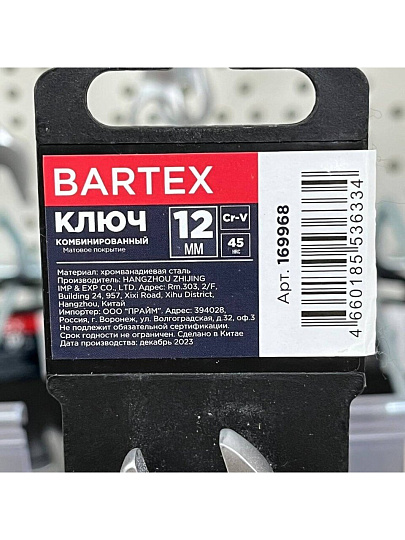 BARTEX
КЛЮЧ
КОМБИНИРОВАННЫЙ
Матовое покрытие
12
ММ
Cr-V
45
HRC
Материал: хромванадиевая сталь
Производитель: HANGZHOU ZHIJING
IMP & EXP CO., LTD. Адрес: Rm.303, 2/F,
Building 24, 957, Xixi Road, Xihu District,
Hangzhou, Китай
Импортер: ООО "ПРАЙМ". Адрес: 394028,
Россия, г. Воронеж, ул. Волгоградская, д.32, оф.3
Не подлежит обязательной сертификации.
Срок годности не ограничен. Сделано в Китае
Дата производства: декабрь 2023
Арт. 169968
4 660185 536334